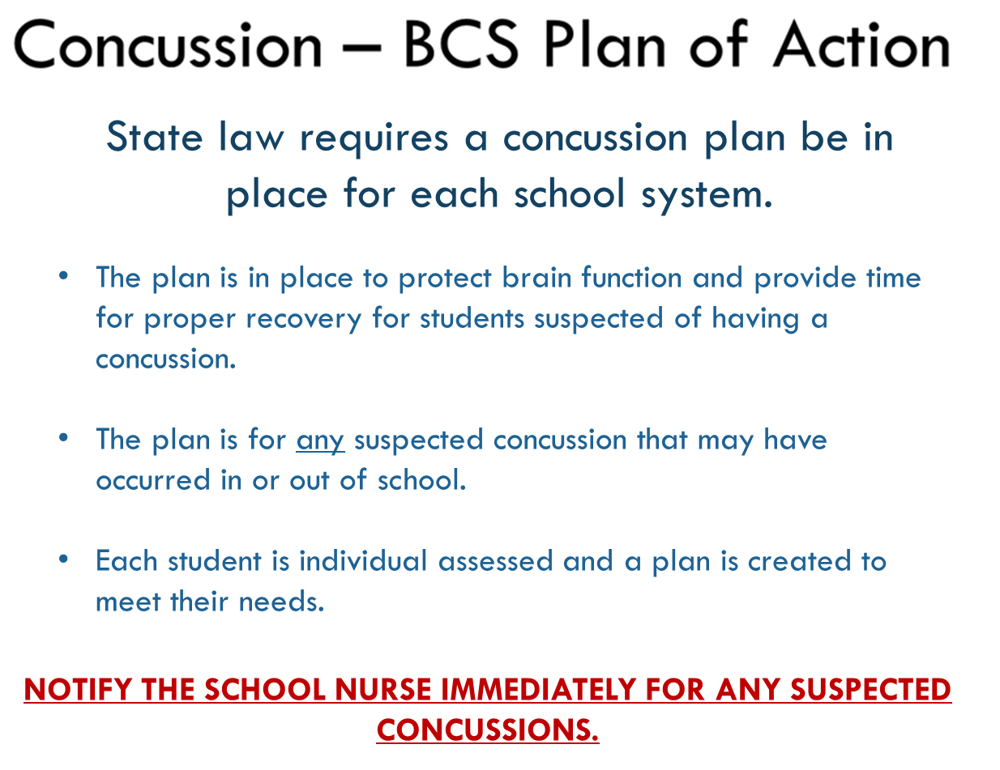 Concussion – BCS Plan of Action
State law requires a concussion plan be in
place for each school system.
• The plan is in place to protect brain function and provide time
for proper recovery for students suspected of having a
concussion.
• The plan is for any suspected concussion that may have
occurred in or out of school.
• Each student is individual assessed and a plan is created to
meet their needs.
NOTIFY THE SCHOOL NURSE IMMEDIATELY FOR ANY SUSPECTED
CONCUSSIONS.